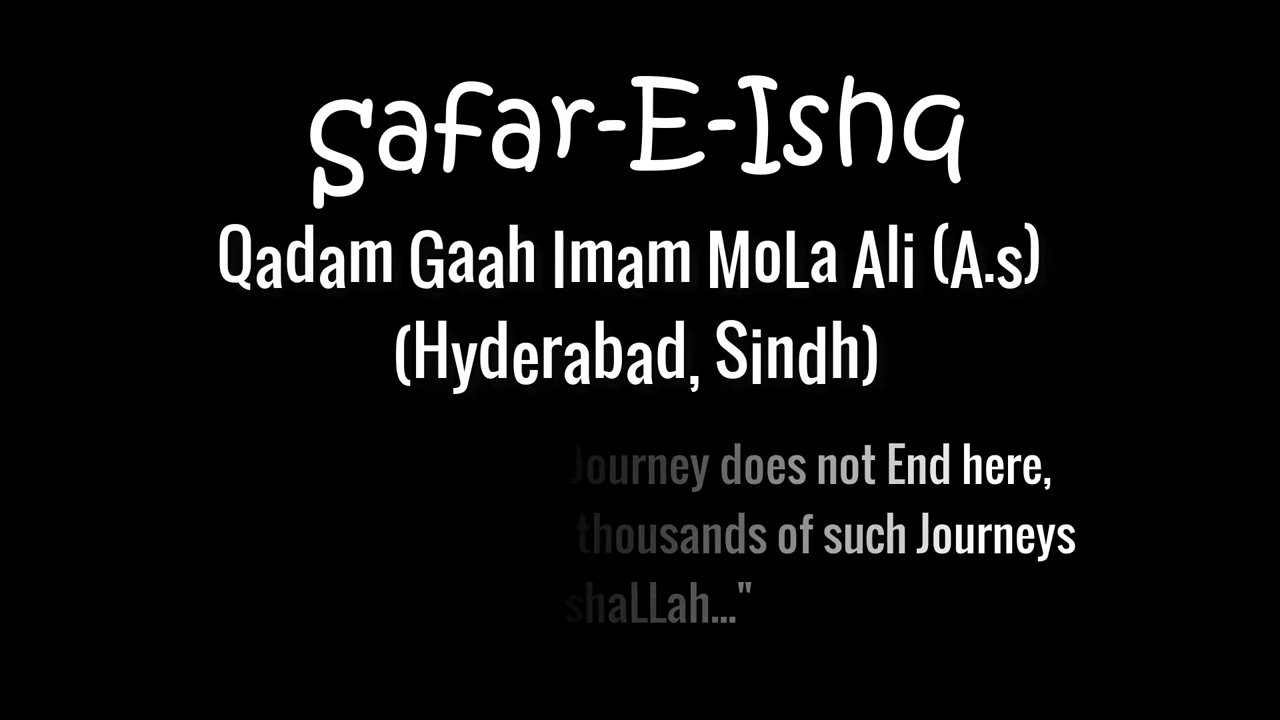 Safar-E-Ishq
Qadam Gaah Imam MoLa Ali (A.s)
(Hyderabad, Sindh)
Journey does not End here,
thousands of such Journeys
shaLLah..."